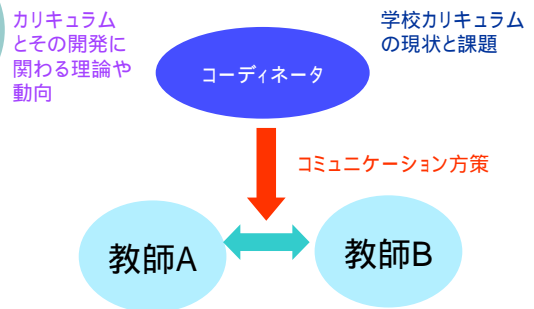 カリキュラム
とその開発に
関わる理論や
動向
学校カリキュラム
の現状と課題
コーディネータ
コミュニケーション方策
教師A
教師B